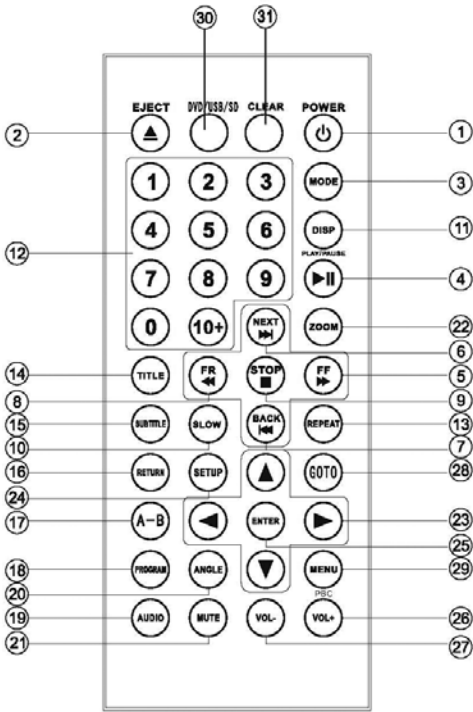 30 31
EJECT DVD/USB/SD CLEAR POWER
2 1
1 2 3 MODE 3
4 5 6 DISP 11
12 PLAY/PAUSE
7 8 9 4
0 10+ NEXT ZOOM 22
6
14 TITLE FR STOP FF 5
8 9
15 SUBTITLE SLOW BACK REPEAT 13
10 7
16 RETURN SETUP GOTO 28
24
17 A-B ENTER 23
25
18 PROGRAM ANGLE MENU 29
20 PBC
19 AUDIO MUTE VOL- VOL+ 26
21 27